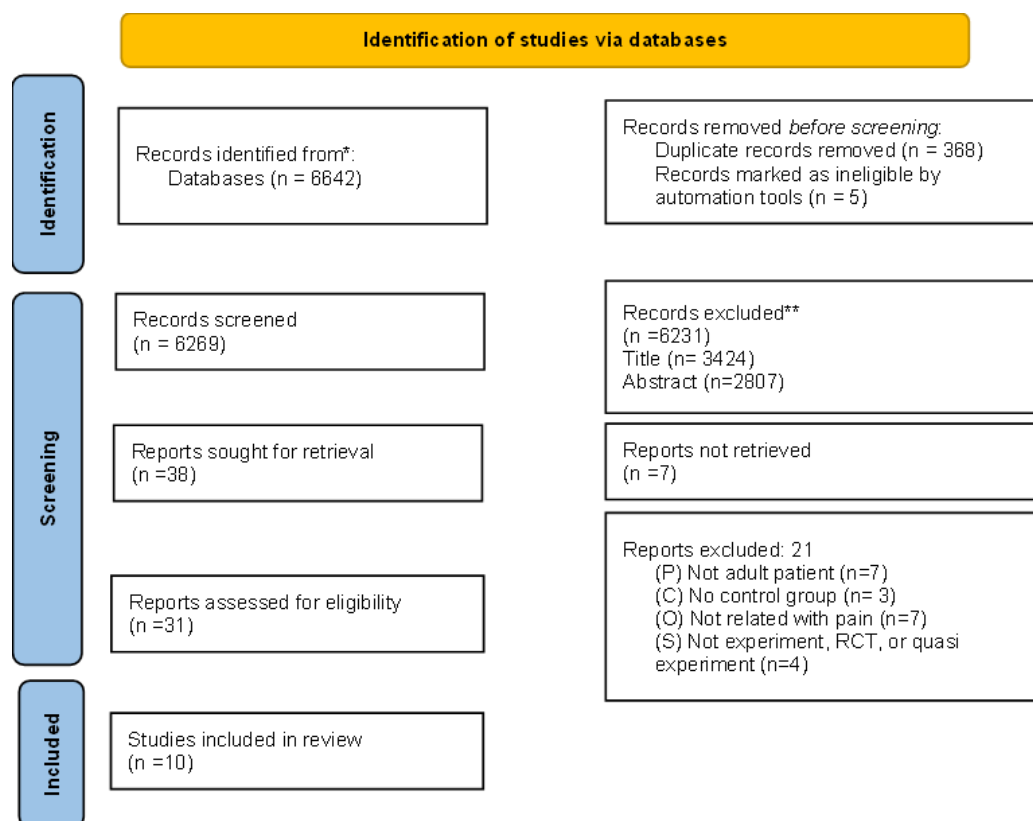 Identification of studies via databases
Identification
Records identified from*:
Databases (n = 6642)
Records removed before screening:
Duplicate records removed (n = 368)
Records marked as ineligible by
automation tools (n = 5)
Screening
Records screened
(n = 6269)
Records excluded**
(n =6231)
Title (n= 3424)
Abstract (n=2807)
Reports sought for retrieval
(n =38)
Reports not retrieved
(n =7)
Reports assessed for eligibility
(n =31)
Reports excluded: 21
(P) Not adult patient (n=7)
(C) No control group (n= 3)
(O) Not related with pain (n=7)
(S) Not experiment, RCT, or quasi
experiment (n=4)
Included
Studies included in review
(n =10)